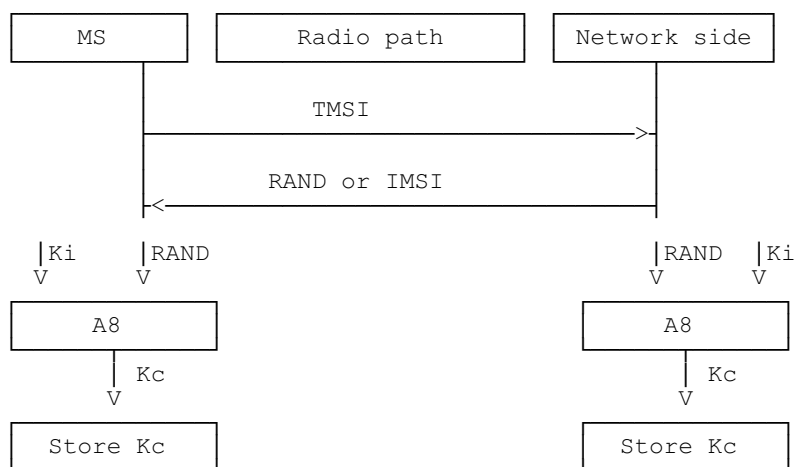 MS Radio path Network side
TMSI
RAND or IMSI
Ki RAND RAND Ki
V V V V
A8 A8
Kc Kc
V V
Store Kc Store Kc